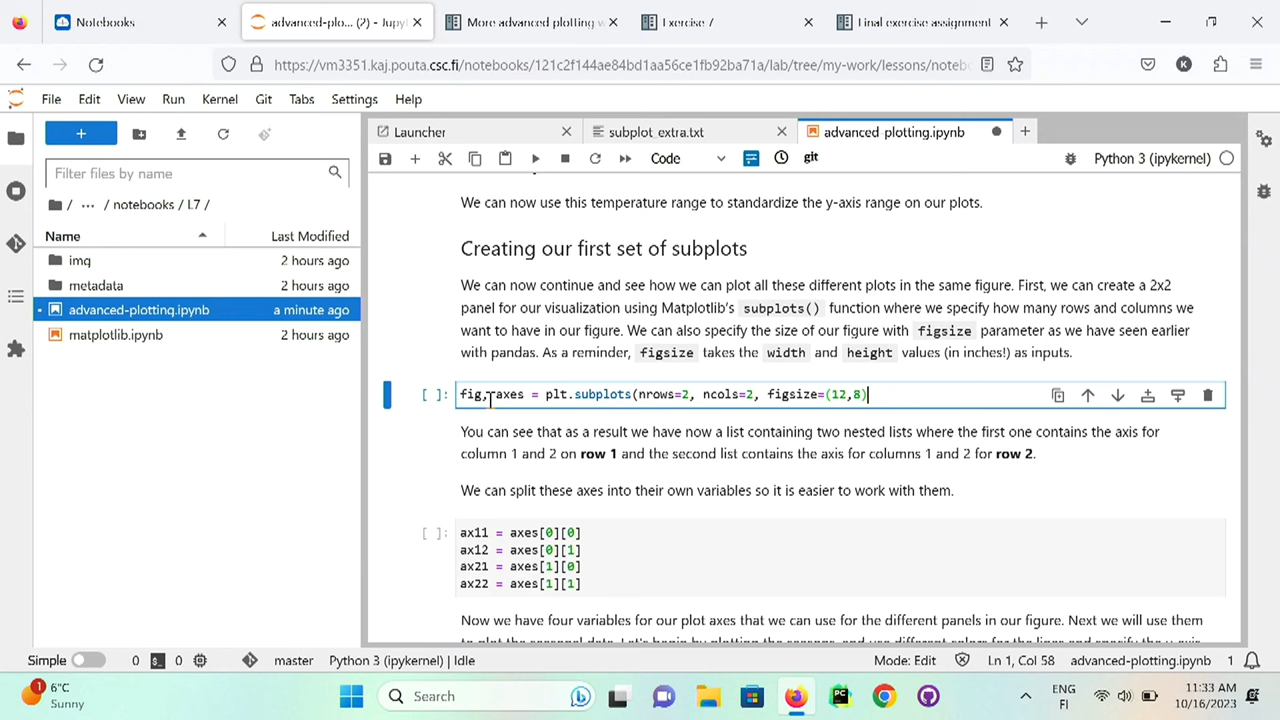 Notebooks
advanced-plo... (2) - Jupyt
More advanced plotting w
Exercise 7
Final exercise assignment
https://vm3351.kaj.pouta.csc.fi/notebooks/121c2f144ae84bd1aa56ce1fb92ba71a/lab/tree/my-work/lessons/noteb
K
File Edit View Run Kernel Git Tabs Settings Help
Launcher
subplot_extra.txt
advanced-plotting.ipynb
Code
git
Python 3 (ipykernel)
Filter files by name
/ ... / notebooks / L7 /
Name
Last Modified
img 2 hours ago
metadata 2 hours ago
advanced-plotting.ipynb a minute ago
matplotlib.ipynb 2 hours ago
We can now use this temperature range to standardize the y-axis range on our plots.
Creating our first set of subplots
We can now continue and see how we can plot all these different plots in the same figure. First, we can create a 2x2
panel for our visualization using Matplotlib's subplots() function where we specify how many rows and columns we
want to have in our figure. We can also specify the size of our figure with figsize parameter as we have seen earlier
with pandas. As a reminder, figsize takes the width and height values (in inches!) as inputs.
[ ]: fig, axes = plt.subplots(nrows=2, ncols=2, figsize=(12,8)
You can see that as a result we have now a list containing two nested lists where the first one contains the axis for
column 1 and 2 on row 1 and the second list contains the axis for columns 1 and 2 for row 2.
We can split these axes into their own variables so it is easier to work with them.
[ ]: ax11 = axes[0][0]
ax12 = axes[0][1]
ax21 = axes[1][0]
ax22 = axes[1][1]
Now we have four variables for our plot axes that we can use for the different panels in our figure. Next we will use them
Simple 0 0 master Python 3 (ipykernel) | Idle
Mode: Edit Ln 1, Col 58 advanced-plotting.ipynb 1
1
6°C
Sunny
Search
ENG
FI
11:33 AM
10/16/2023